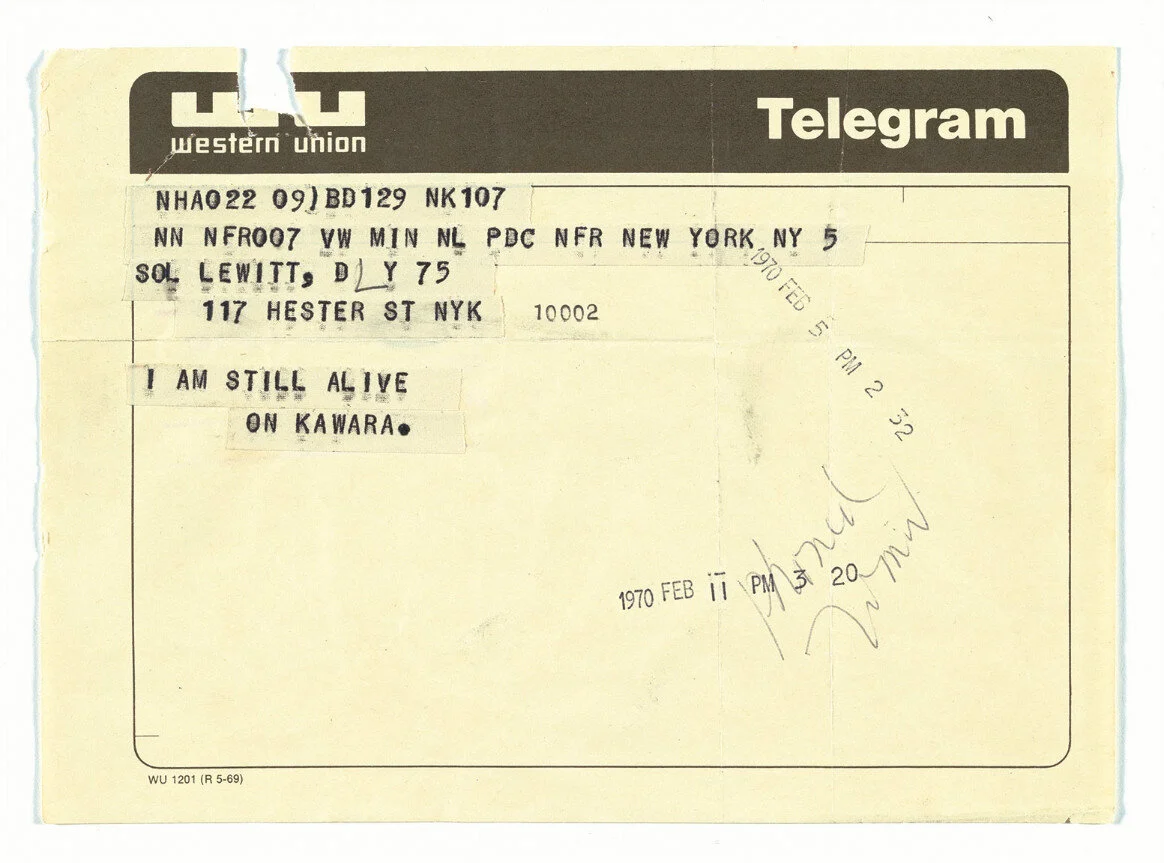 western union
Telegram
NHA022 09)BD129 NK107
NN NFR007 VW MIN NL PDC NFR NEW YORK NY 5
SOL LEWITT, DLY 75
117 HESTER ST NYK 10002
1970 FEB 5 PM 2 32
I AM STILL ALIVE
ON KAWARA.
phoned
1970 FEB 11 PM 3 20
WU 1201 (R 5-69)